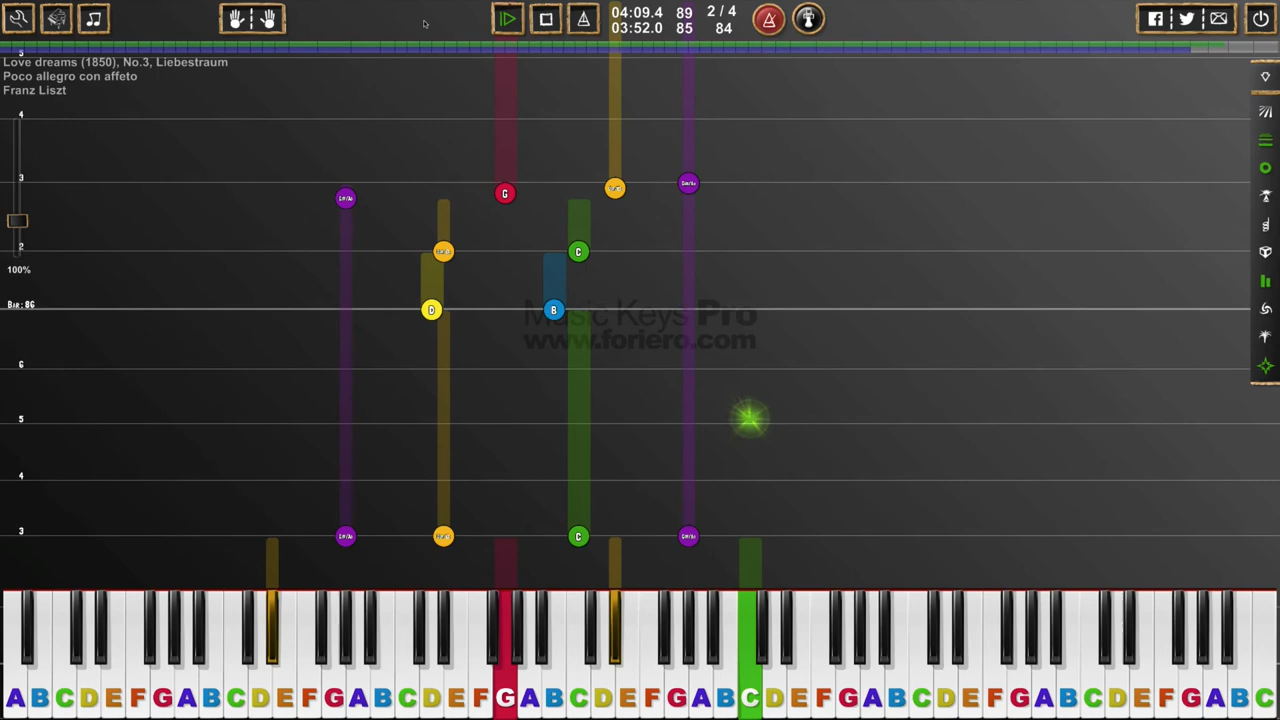 04:09.4 89 2 / 4
03:52.0 85 84
5
Love dreams (1850), No.3, Liebestraum
Poco allegro con affeto
Franz Liszt
4
3
G
2
C
100%
Bar: 86
D B
Music Keys Pro
www.foriero.com
6
5
4
3
C
A B C D E F G A B C D E F G A B C D E F G A B C D E F G A B C D E F G A B C D E F G A B C D E F G A B C